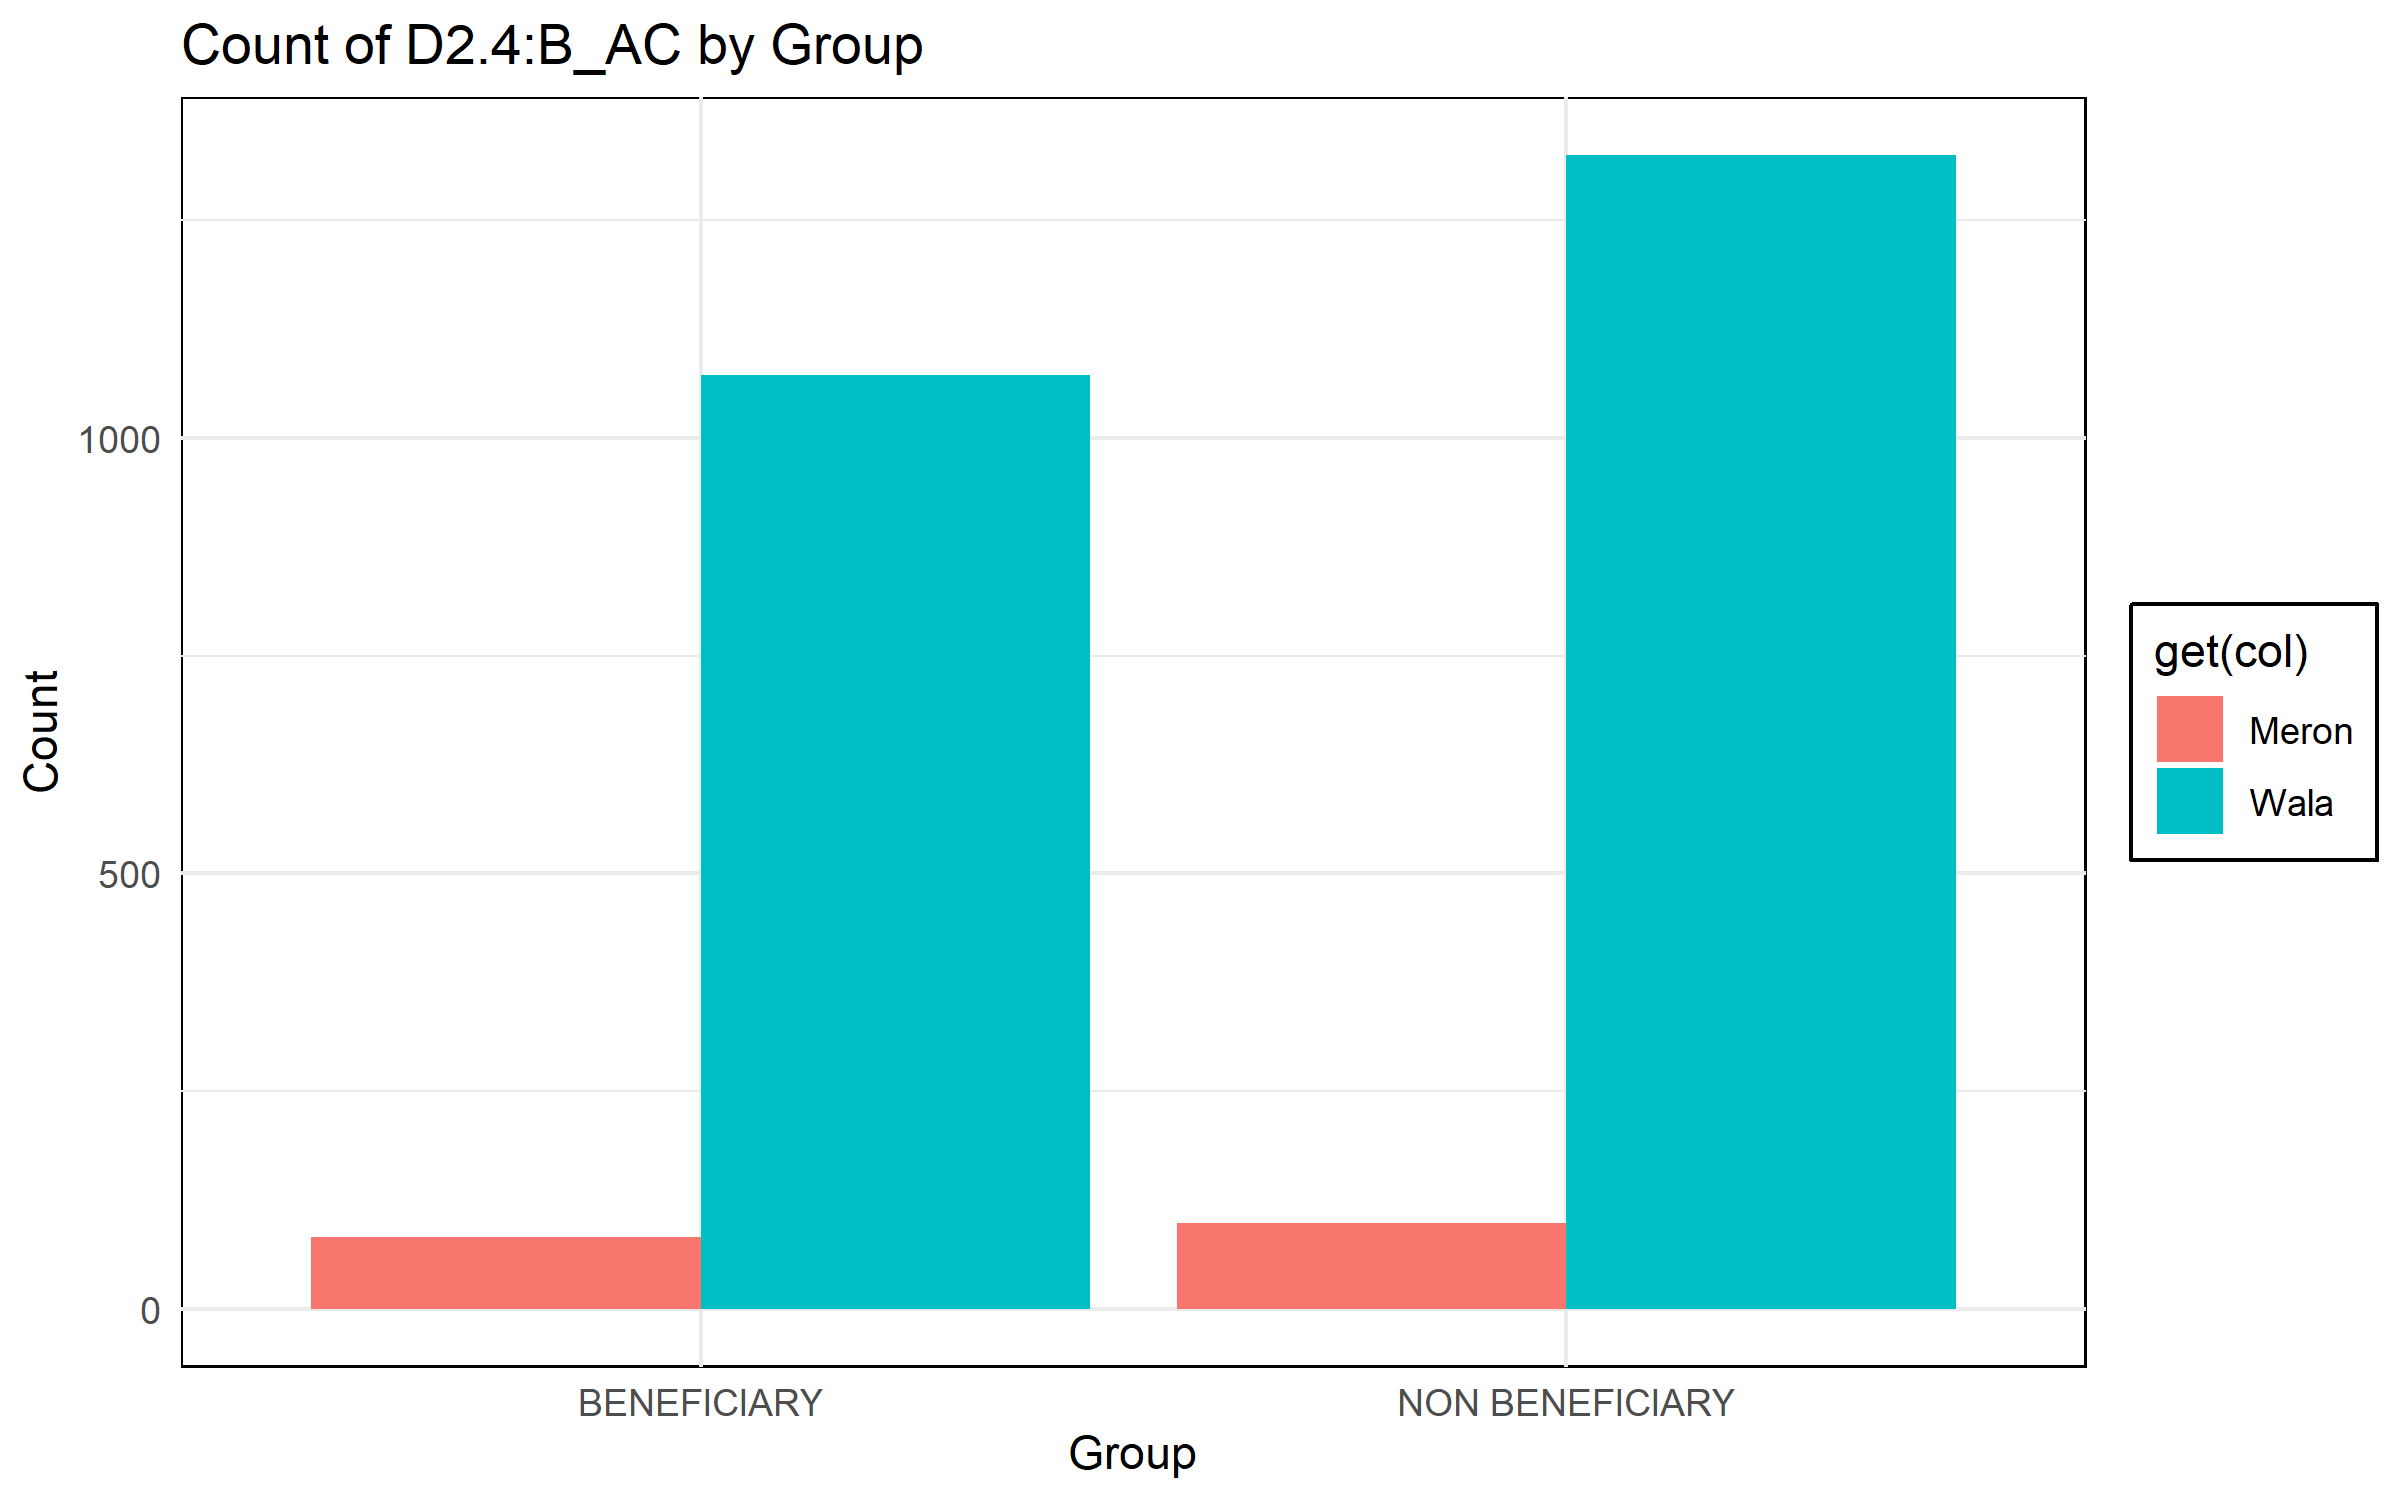 Count of D2.4:B_AC by Group
Count
1000
500
0
BENEFICIARY
NON BENEFICIARY
Group
get(col)
Meron
Wala